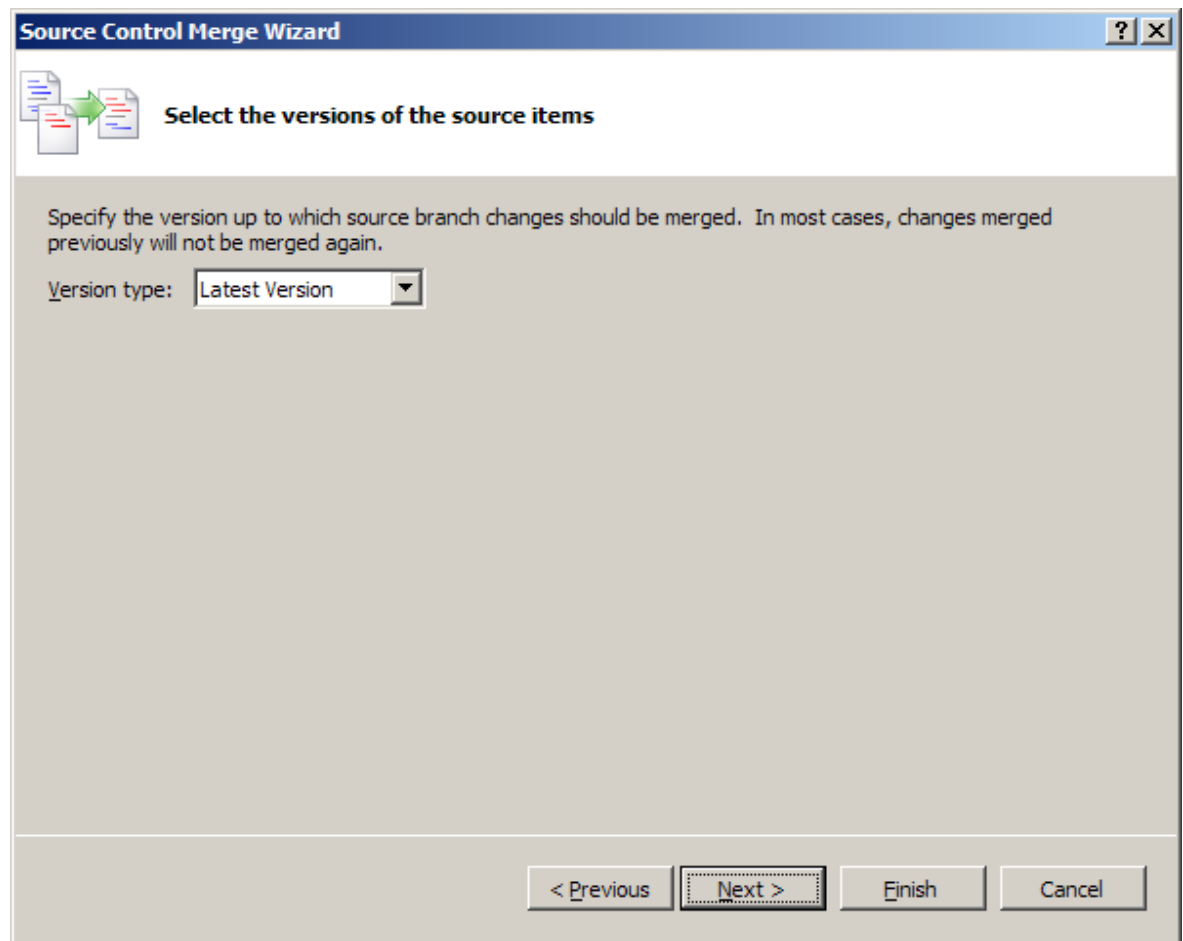 Source Control Merge Wizard
Select the versions of the source items
Specify the version up to which source branch changes should be merged.  In most cases, changes merged
previously will not be merged again.
Version type: Latest Version
< Previous Next > Finish Cancel